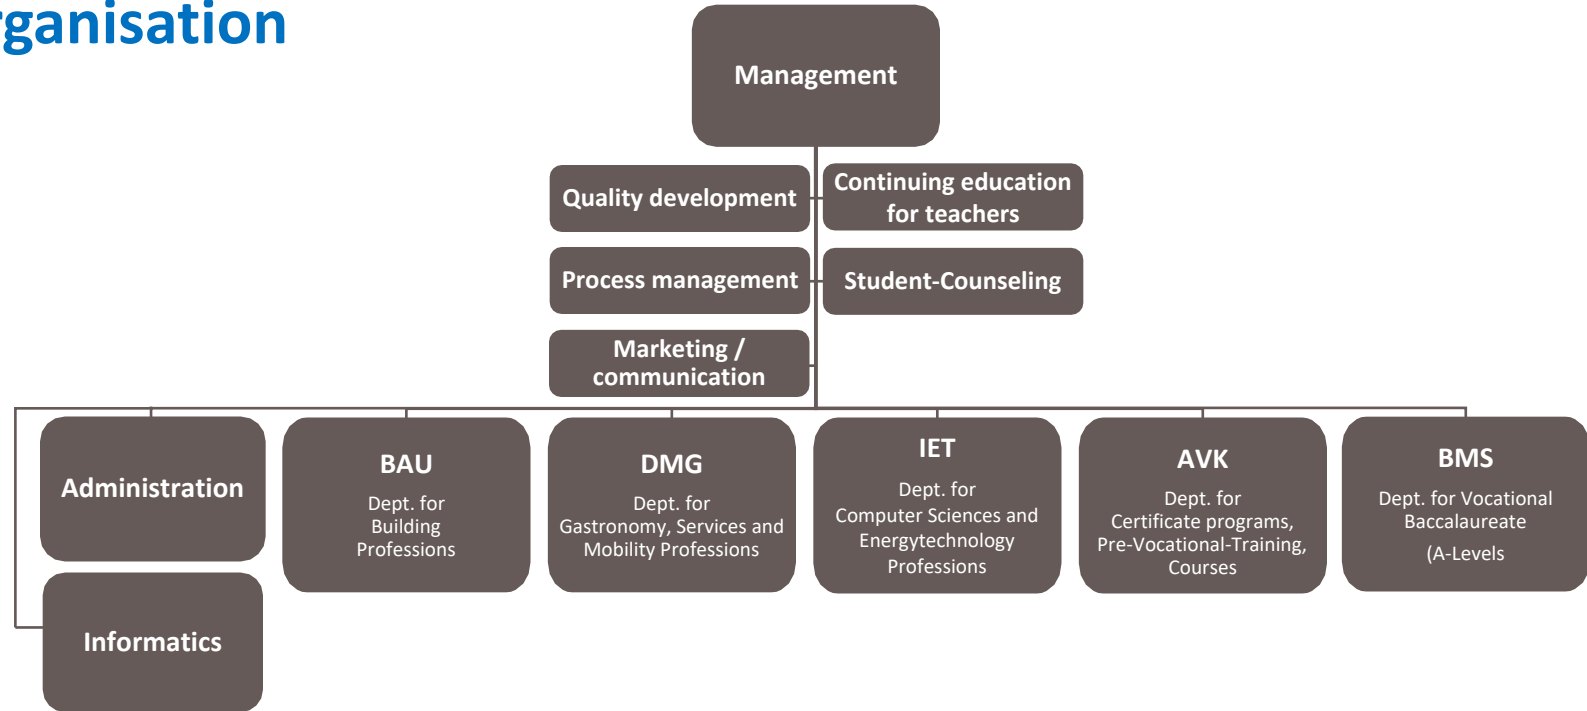 rganisation
Management
Quality development
Continuing education
for teachers
Process management
Student-Counseling
Marketing /
communication
Administration
BAU
Dept. for
Building
Professions
DMG
Dept. for
Gastronomy, Services and
Mobility Professions
IET
Dept. for
Computer Sciences and
Energytechnology
Professions
AVK
Dept. for
Certificate programs,
Pre-Vocational-Training,
Courses
BMS
Dept. for Vocational
Baccalaureate
(A-Levels
Informatics